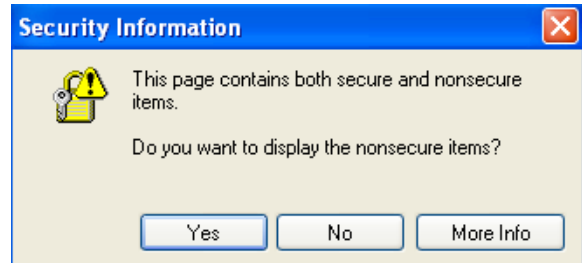 Security Information
This page contains both secure and nonsecure
items.
Do you want to display the nonsecure items?
Yes No More Info